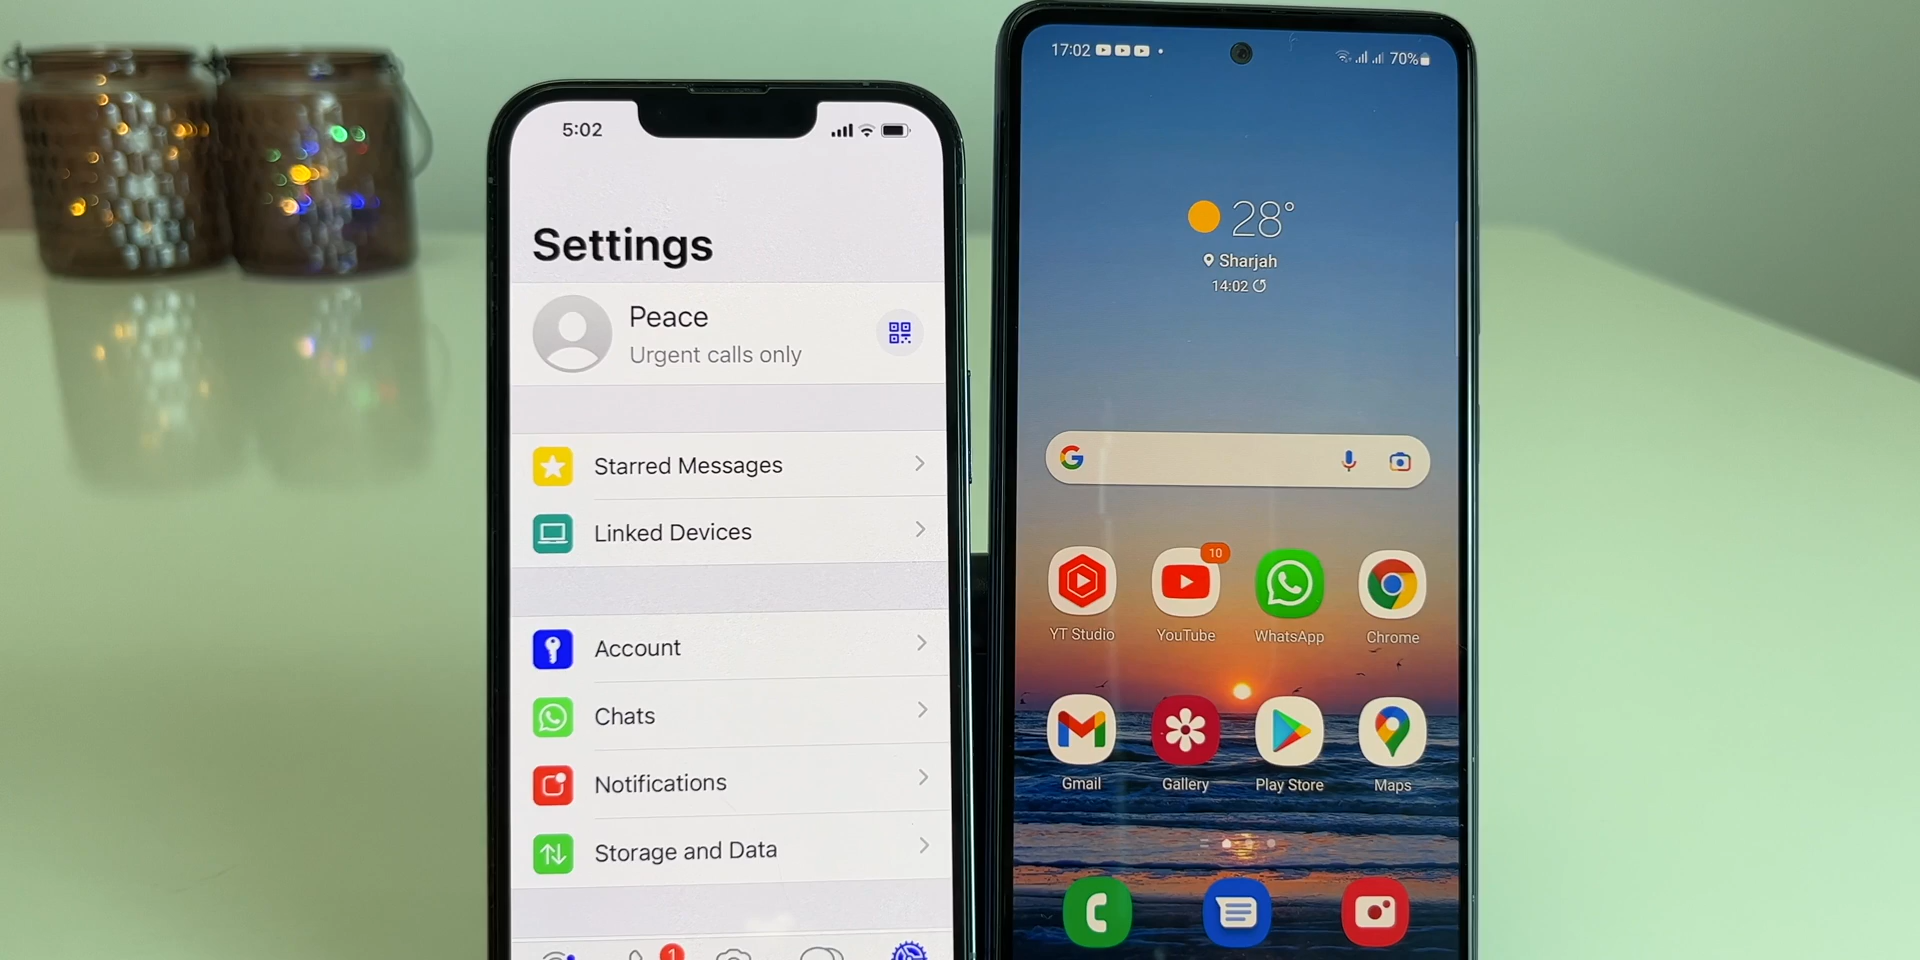 5:02
Settings
Peace
Urgent calls only
Starred Messages
Linked Devices
Account
Chats
Notifications
Storage and Data
1
17:02
70%
28°
Sharjah
14:02
10
YT Studio YouTube WhatsApp Chrome
Gmail Gallery Play Store Maps